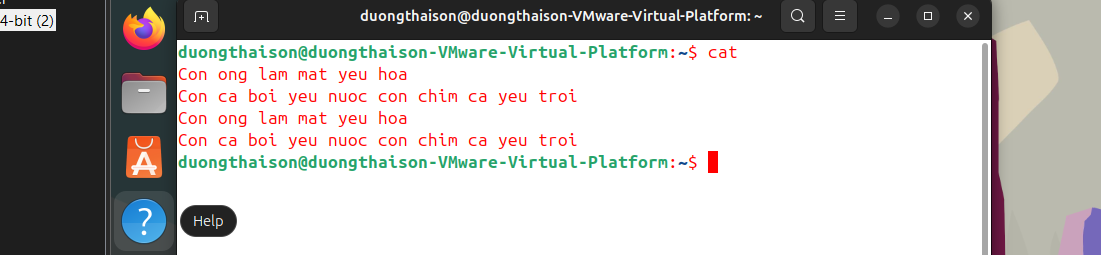 4-bit (2)
duongthaison@duongthaison-VMware-Virtual-Platform: ~
duongthaison@duongthaison-VMware-Virtual-Platform:~$ cat
Con ong lam mat yeu hoa
Con ca boi yeu nuoc con chim ca yeu troi
Con ong lam mat yeu hoa
Con ca boi yeu nuoc con chim ca yeu troi
duongthaison@duongthaison-VMware-Virtual-Platform:~$
Help